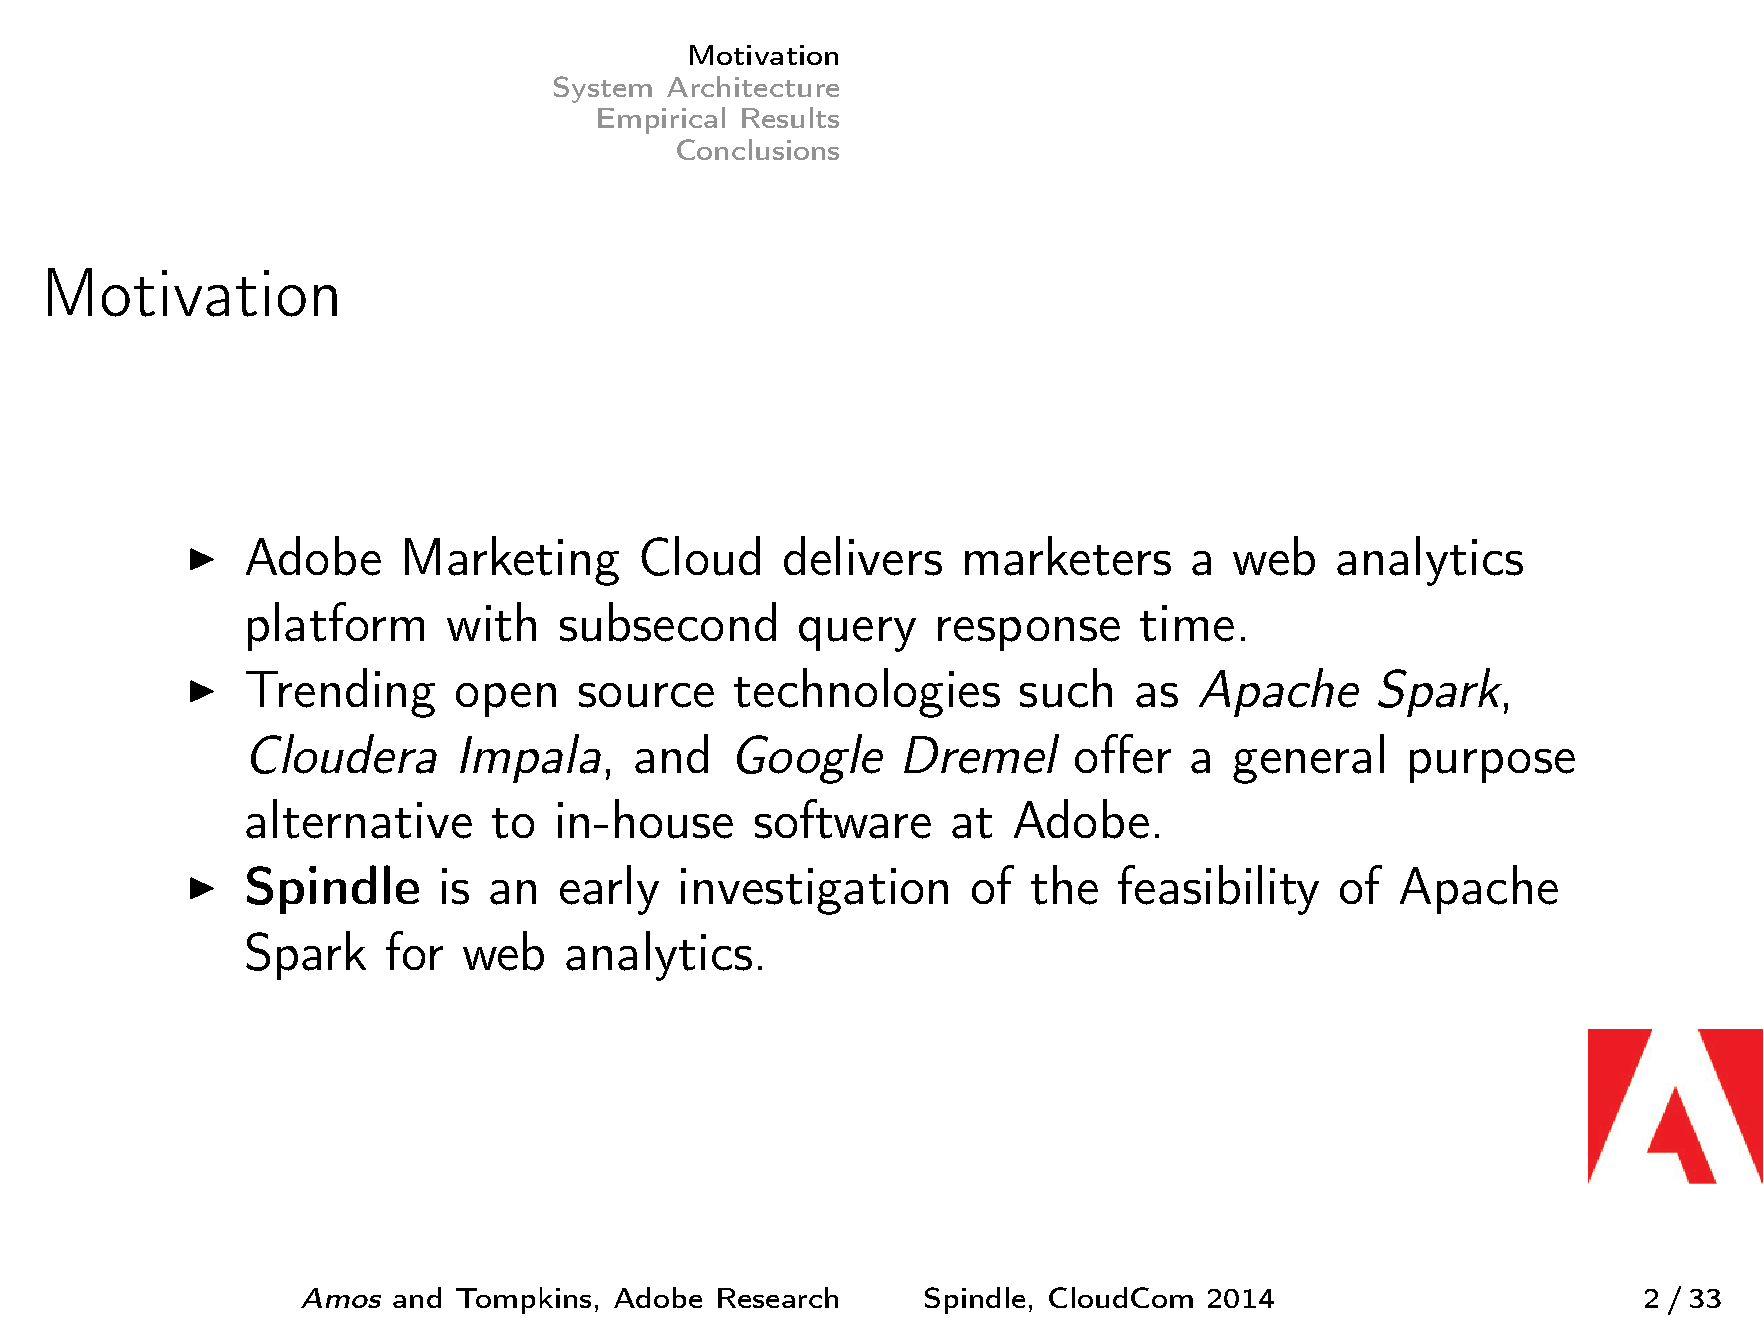 Motivation
System Architecture
Empirical Results
Conclusions
Motivation
▶ Adobe Marketing Cloud delivers marketers a web analytics
platform with subsecond query response time.
▶ Trending open source technologies such as Apache Spark,
Cloudera Impala, and Google Dremel offer a general purpose
alternative to in-house software at Adobe.
▶ Spindle is an early investigation of the feasibility of Apache
Spark for web analytics.
Amos and Tompkins, Adobe Research Spindle, CloudCom 2014 2 / 33